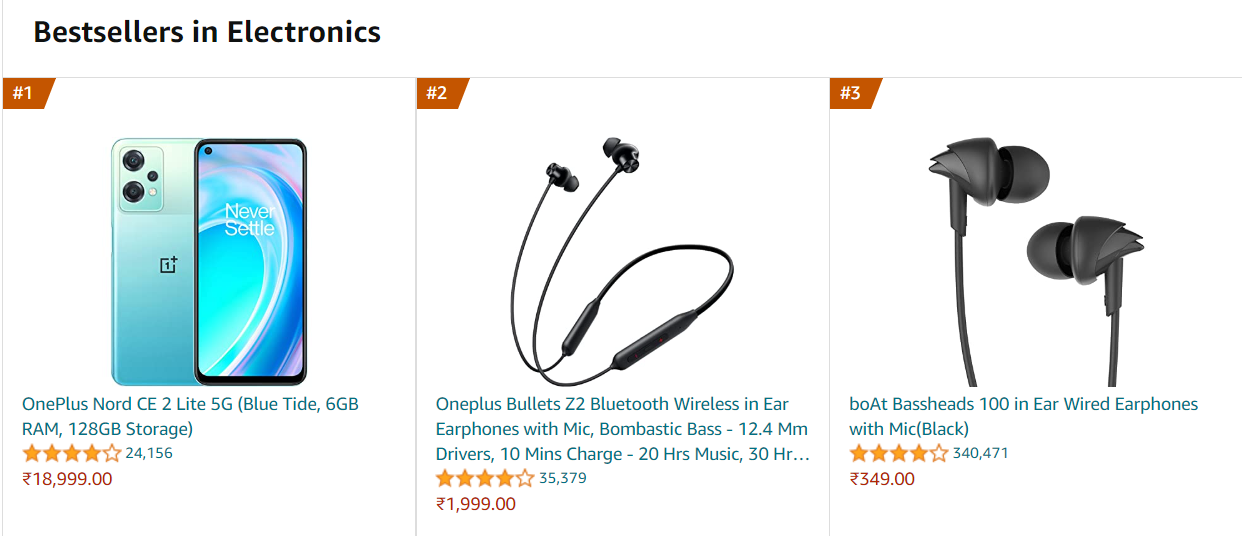 Bestsellers in Electronics
#1
Never
Settle
OnePlus Nord CE 2 Lite 5G (Blue Tide, 6GB
RAM, 128GB Storage)
24,156
₹18,999.00
#2
Oneplus Bullets Z2 Bluetooth Wireless in Ear
Earphones with Mic, Bombastic Bass - 12.4 Mm
Drivers, 10 Mins Charge - 20 Hrs Music, 30 Hr…
35,379
₹1,999.00
#3
boAt Bassheads 100 in Ear Wired Earphones
with Mic(Black)
340,471
₹349.00